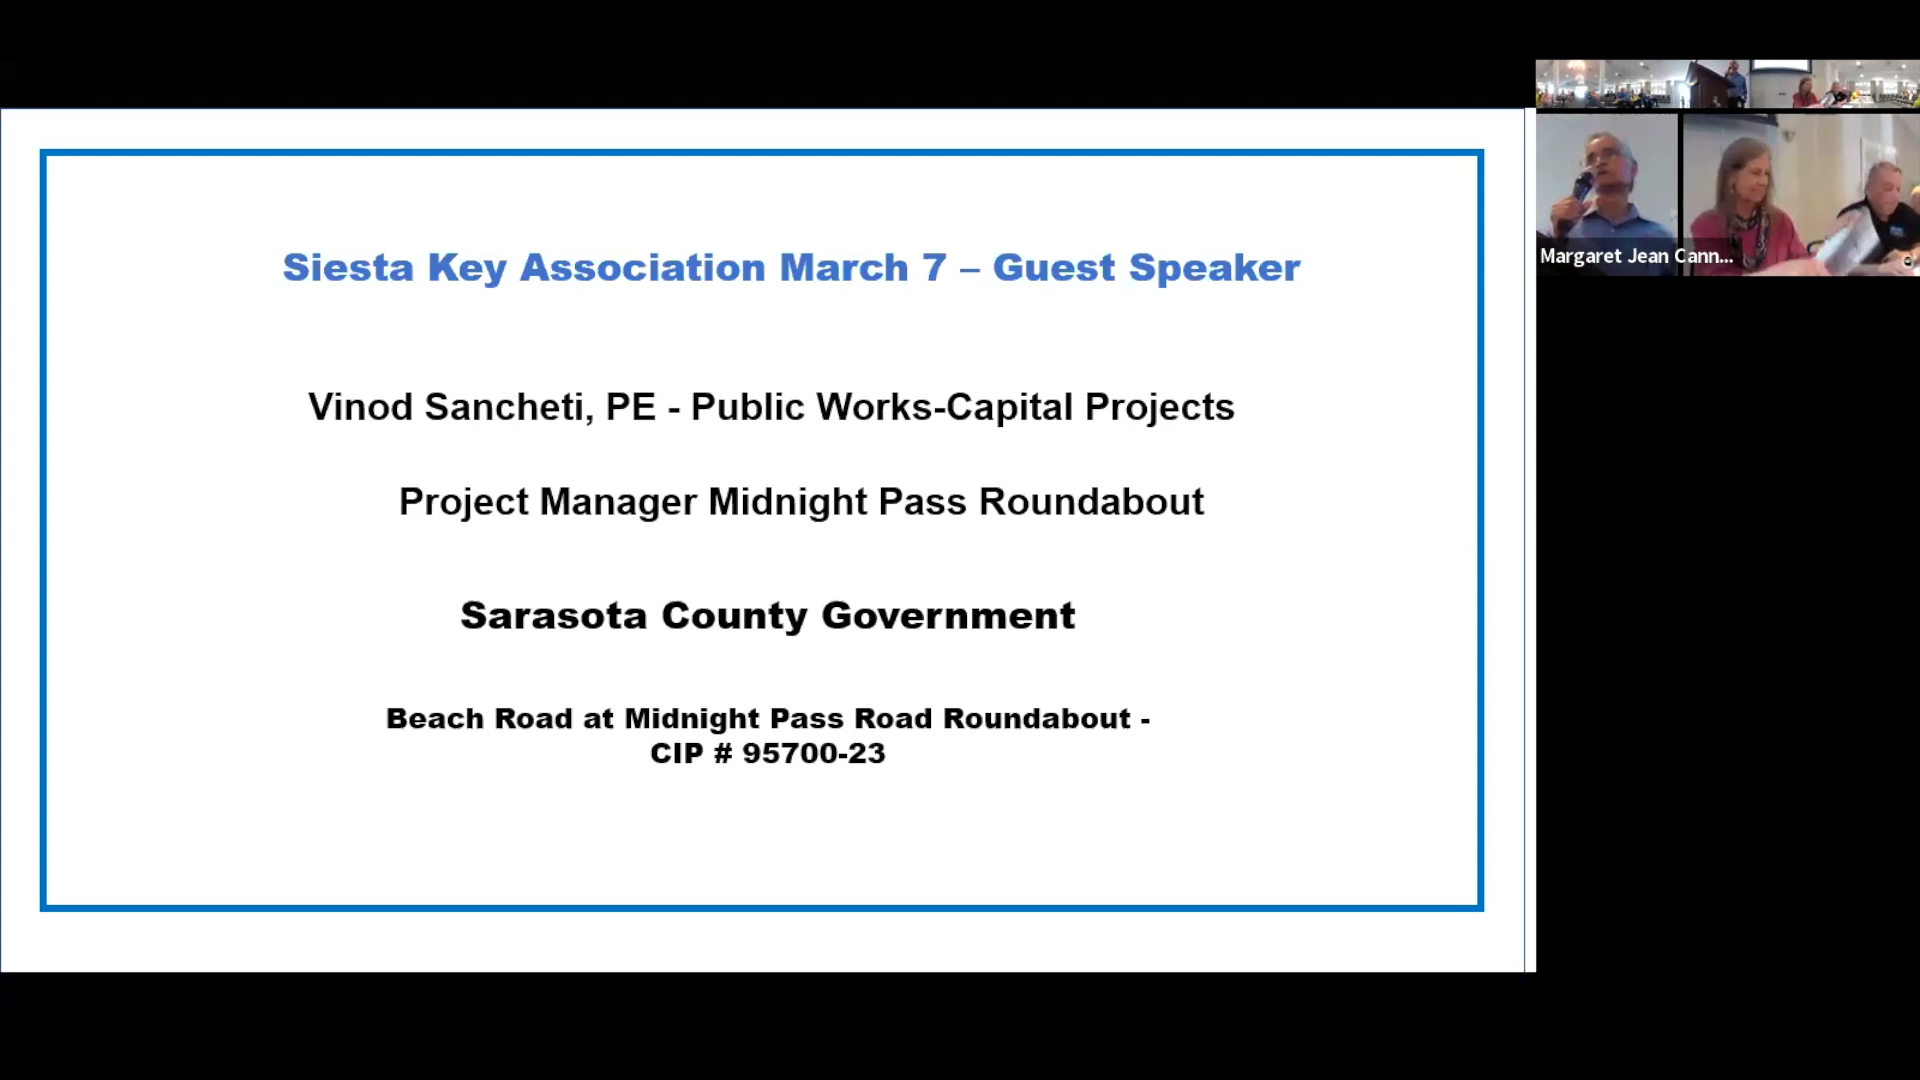 Siesta Key Association March 7 – Guest Speaker
Vinod Sancheti, PE - Public Works-Capital Projects
Project Manager Midnight Pass Roundabout
Sarasota County Government
Beach Road at Midnight Pass Road Roundabout -
CIP # 95700-23
Margaret Jean Cann...